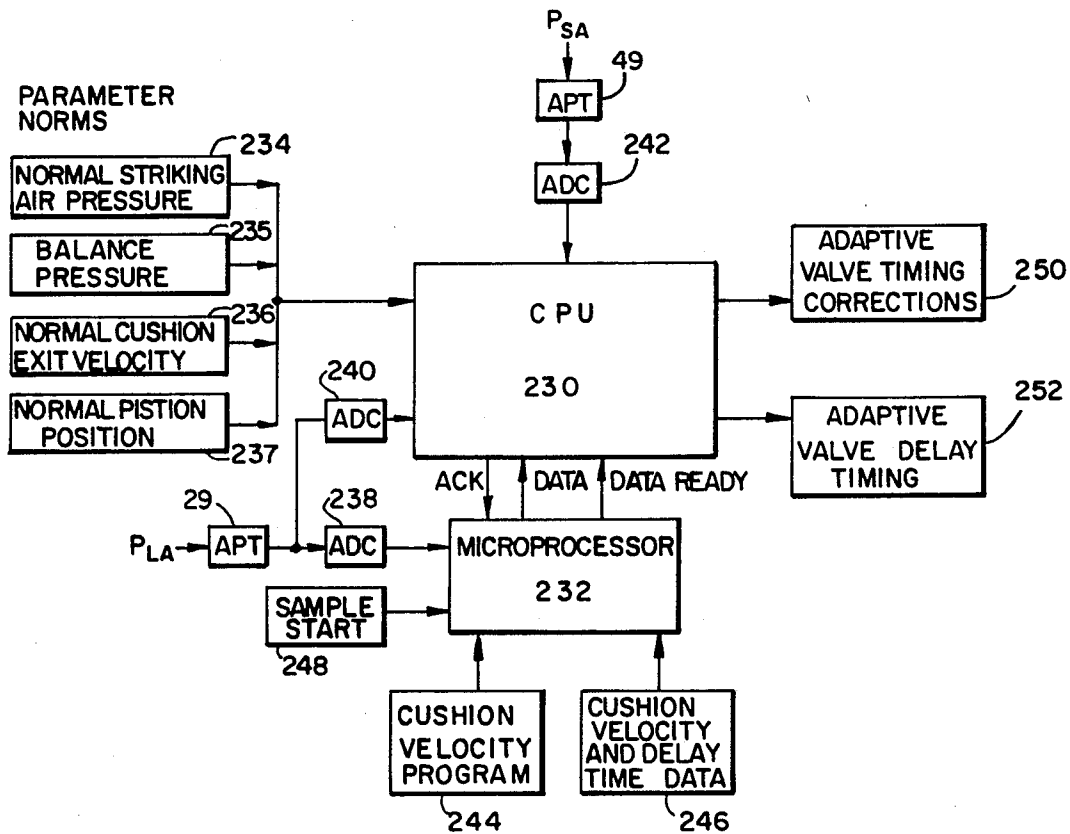 P_SA
49
APT
PARAMETER
NORMS
234
242
NORMAL STRIKING
AIR PRESSURE
ADC
235
BALANCE
PRESSURE
ADAPTIVE
VALVE TIMING
CORRECTIONS
250
CPU
236
NORMAL CUSHION
EXIT VELOCITY
240
230
252
NORMAL PISTION
POSITION
ADC
ADAPTIVE
VALVE DELAY
TIMING
237
ACK
DATA
DATA READY
29
238
P_LA
APT
ADC
MICROPROCESSOR
232
SAMPLE
START
248
CUSHION
VELOCITY
PROGRAM
CUSHION
VELOCITY
AND DELAY
TIME DATA
244
246